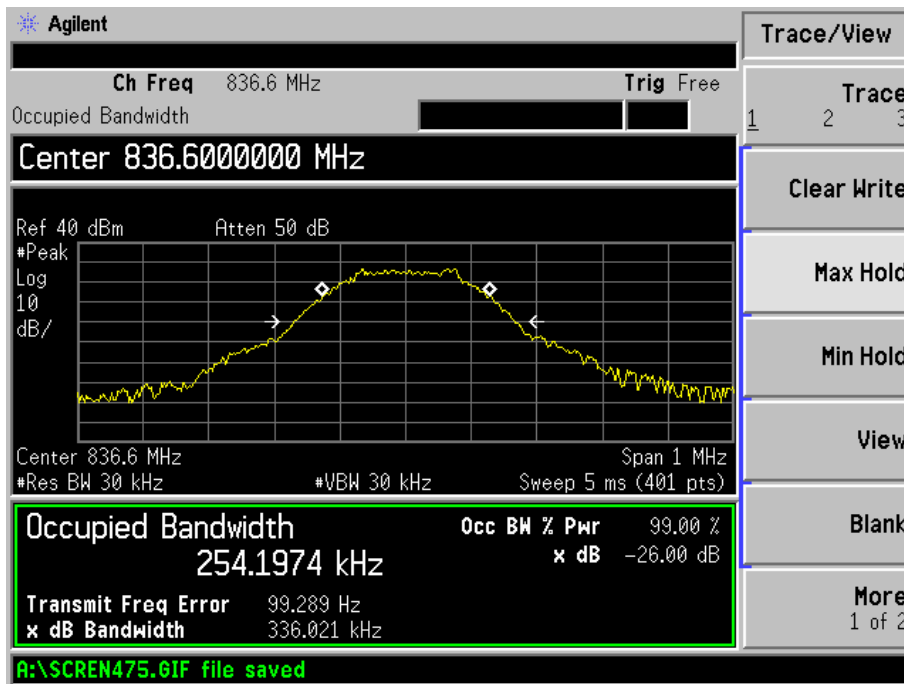 Agilent
Trace/View
Ch Freq 836.6 MHz Trig Free
Occupied Bandwidth
Trace
1 2 3
Center 836.6000000 MHz
Clear Write
Ref 40 dBm Atten 50 dB
#Peak
Log
10
dB/
Max Hold
Min Hold
View
Center 836.6 MHz Span 1 MHz
#Res BW 30 kHz #VBW 30 kHz Sweep 5 ms (401 pts)
Occupied Bandwidth Occ BW % Pwr 99.00 %
254.1974 kHz x dB -26.00 dB
Blank
Transmit Freq Error 99.289 Hz
x dB Bandwidth 336.021 kHz
More
1 of 2
A:\SCREN475.GIF file saved